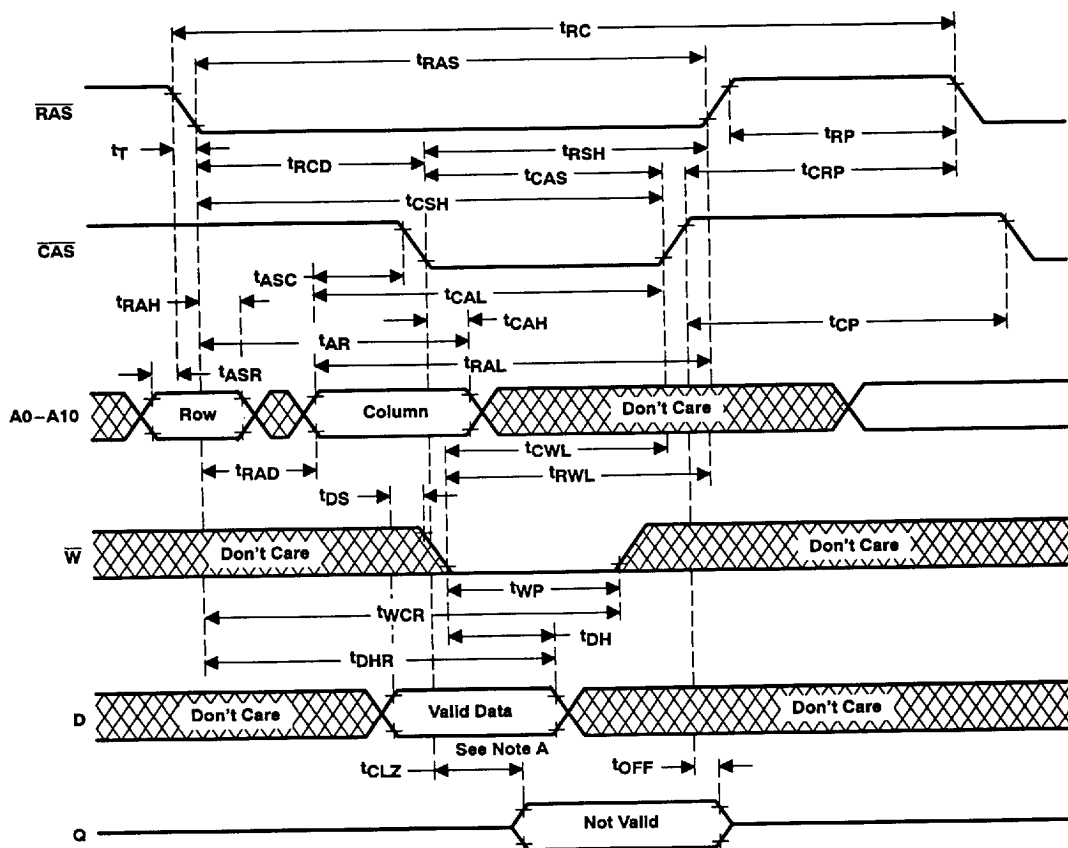 tRC
tRAS
RAS
tT
tRCD
tRSH
tRP
tCAS
tCRP
tCSH
CAS
tASC
tCAL
tRAH
tCAH
tCP
tAR
tRAL
tASR
A0–A10
Row
Column
Don't Care
tCWL
tRAD
tRWL
tDS
W
Don't Care
Don't Care
tWP
tWCR
tDH
tDHR
D
Don't Care
Valid Data
Don't Care
See Note A
tCLZ
tOFF
Q
Not Valid